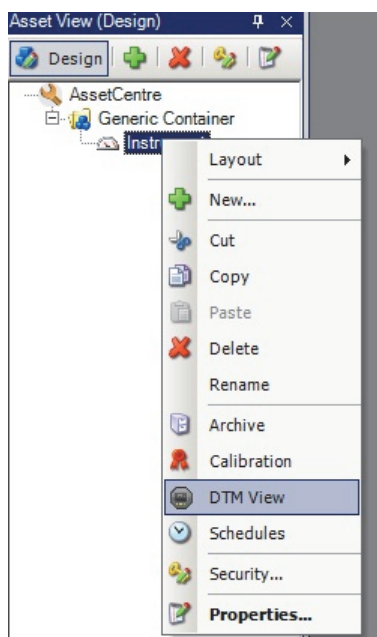 Asset View (Design)
Design
AssetCentre
Generic Container
Layout
New...
Cut
Copy
Paste
Delete
Rename
Archive
Calibration
DTM View
Schedules
Security...
Properties...